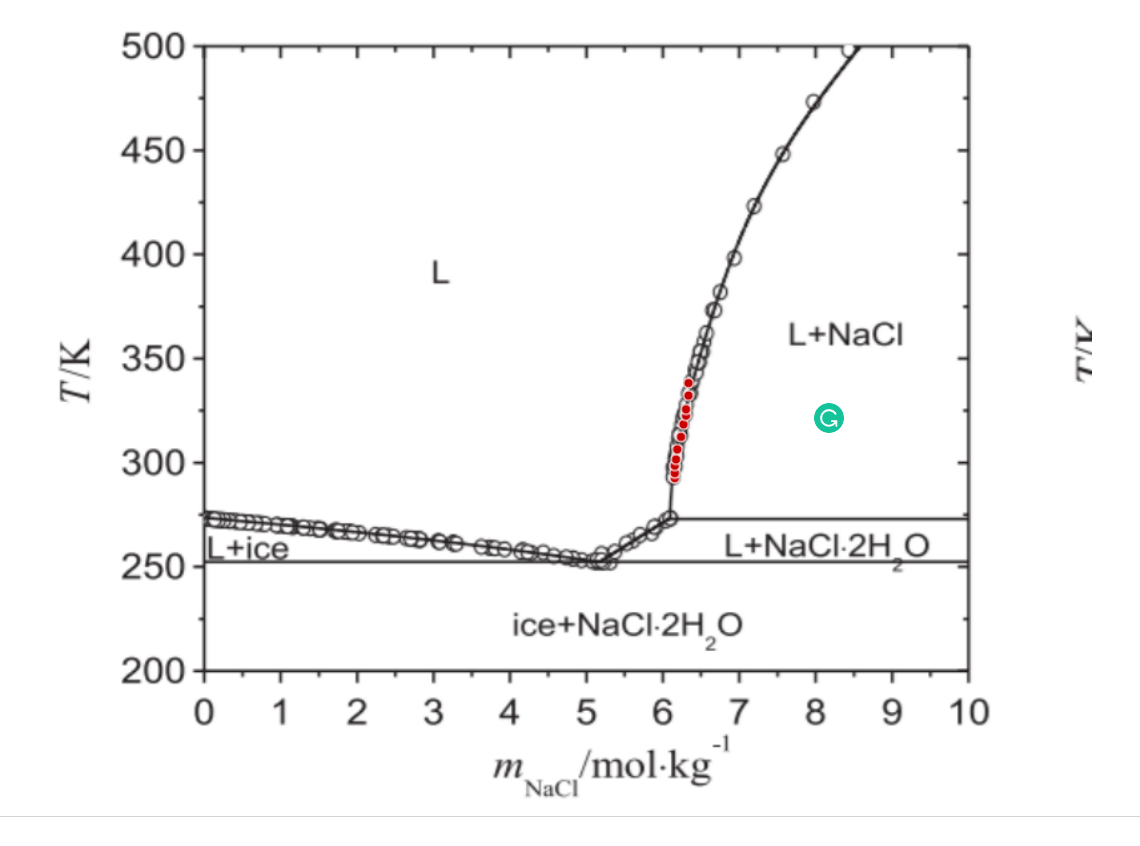 500
450
400
350
300
250
200
T/K
L
L+NaCl
L+ice
L+NaCl·2H₂O
ice+NaCl·2H₂O
0 1 2 3 4 5 6 7 8 9 10
m_NaCl/mol·kg⁻¹
T/K
G